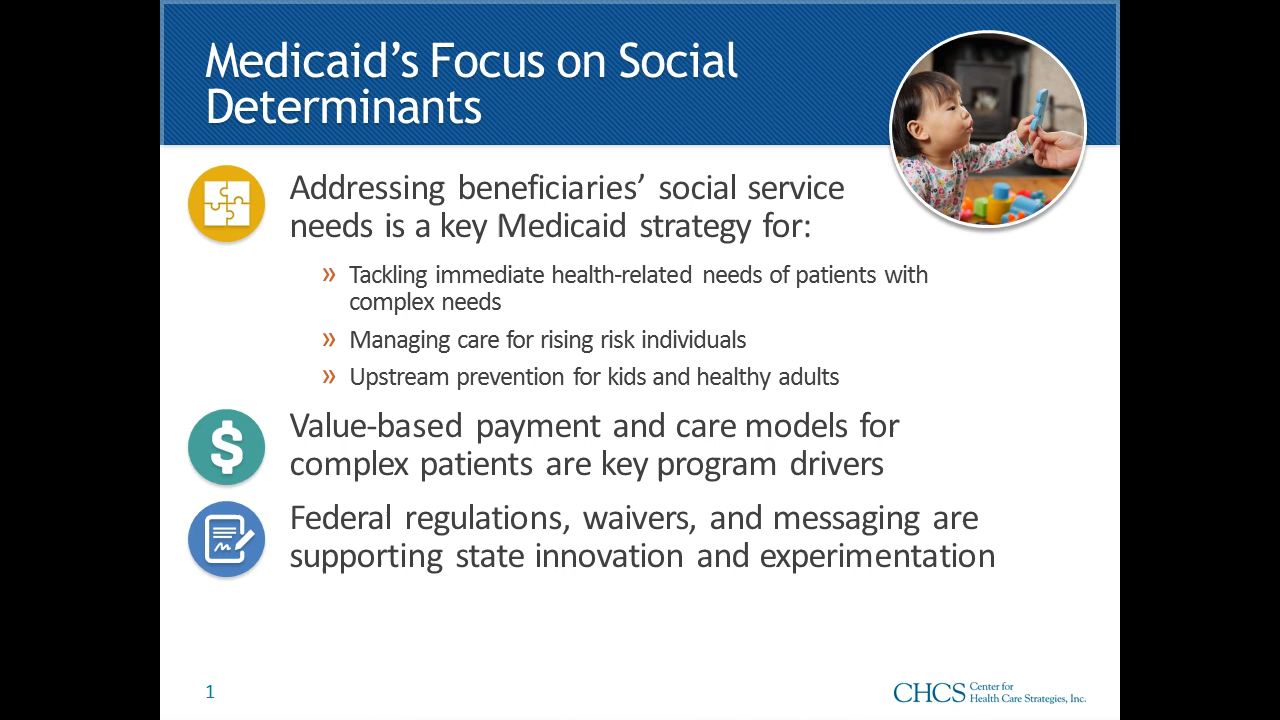 Medicaid’s Focus on Social
Determinants
Addressing beneficiaries’ social service
needs is a key Medicaid strategy for:
» Tackling immediate health-related needs of patients with
complex needs
» Managing care for rising risk individuals
» Upstream prevention for kids and healthy adults
$
Value-based payment and care models for
complex patients are key program drivers
Federal regulations, waivers, and messaging are
supporting state innovation and experimentation
1
CHCS Center for
Health Care Strategies, Inc.